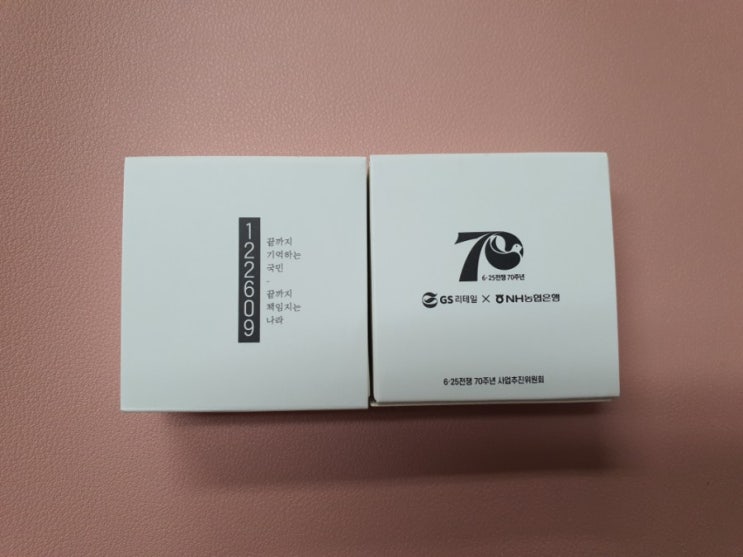 122609
끝까지
기억하는
국민
-
끝까지
책임지는
나라
70
6·25전쟁 70주년
GS리테일 × NH농협은행
6·25전쟁 70주년 사업추진위원회